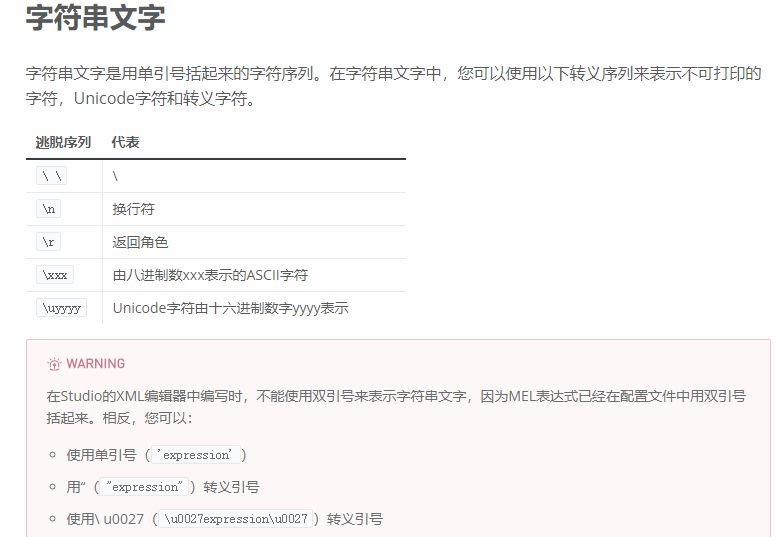 字符串文字
字符串文字是用单引号括起来的字符序列。在字符串文字中，您可以使用以下转义序列来表示不可打印的
字符，Unicode字符和转义字符。
逃脱序列 代表
\ \ \
\n 换行符
\r 返回角色
\xxx 由八进制数xxx表示的ASCII字符
\uyyyy Unicode字符由十六进制数字yyyy表示
WARNING
在Studio的XML编辑器中编写时，不能使用双引号来表示字符串文字，因为MEL表达式已经在配置文件中用双引号
括起来。相反，您可以：
使用单引号（'expression'）
用“（"expression"）转义引号
使用\ u0027（\u0027expression\u0027）转义引号